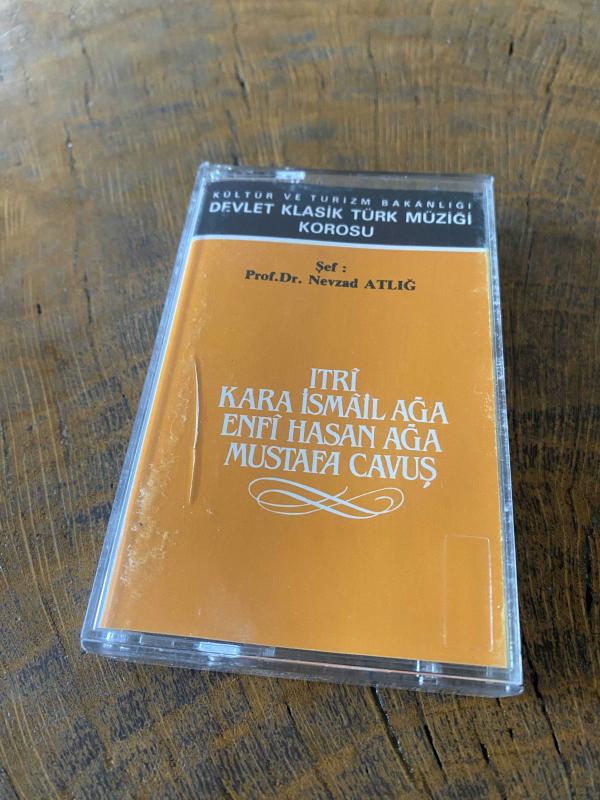 KÜLTÜR VE TURİZM BAKANLIĞI
DEVLET KLASİK TÜRK MÜZİĞİ
KOROSU
Şef :
Prof.Dr. Nevzad ATLIĞ
ITRÎ
KARA İSMÂİL AĞA
ENFÎ HASAN AĞA
MUSTAFA CAVUŞ